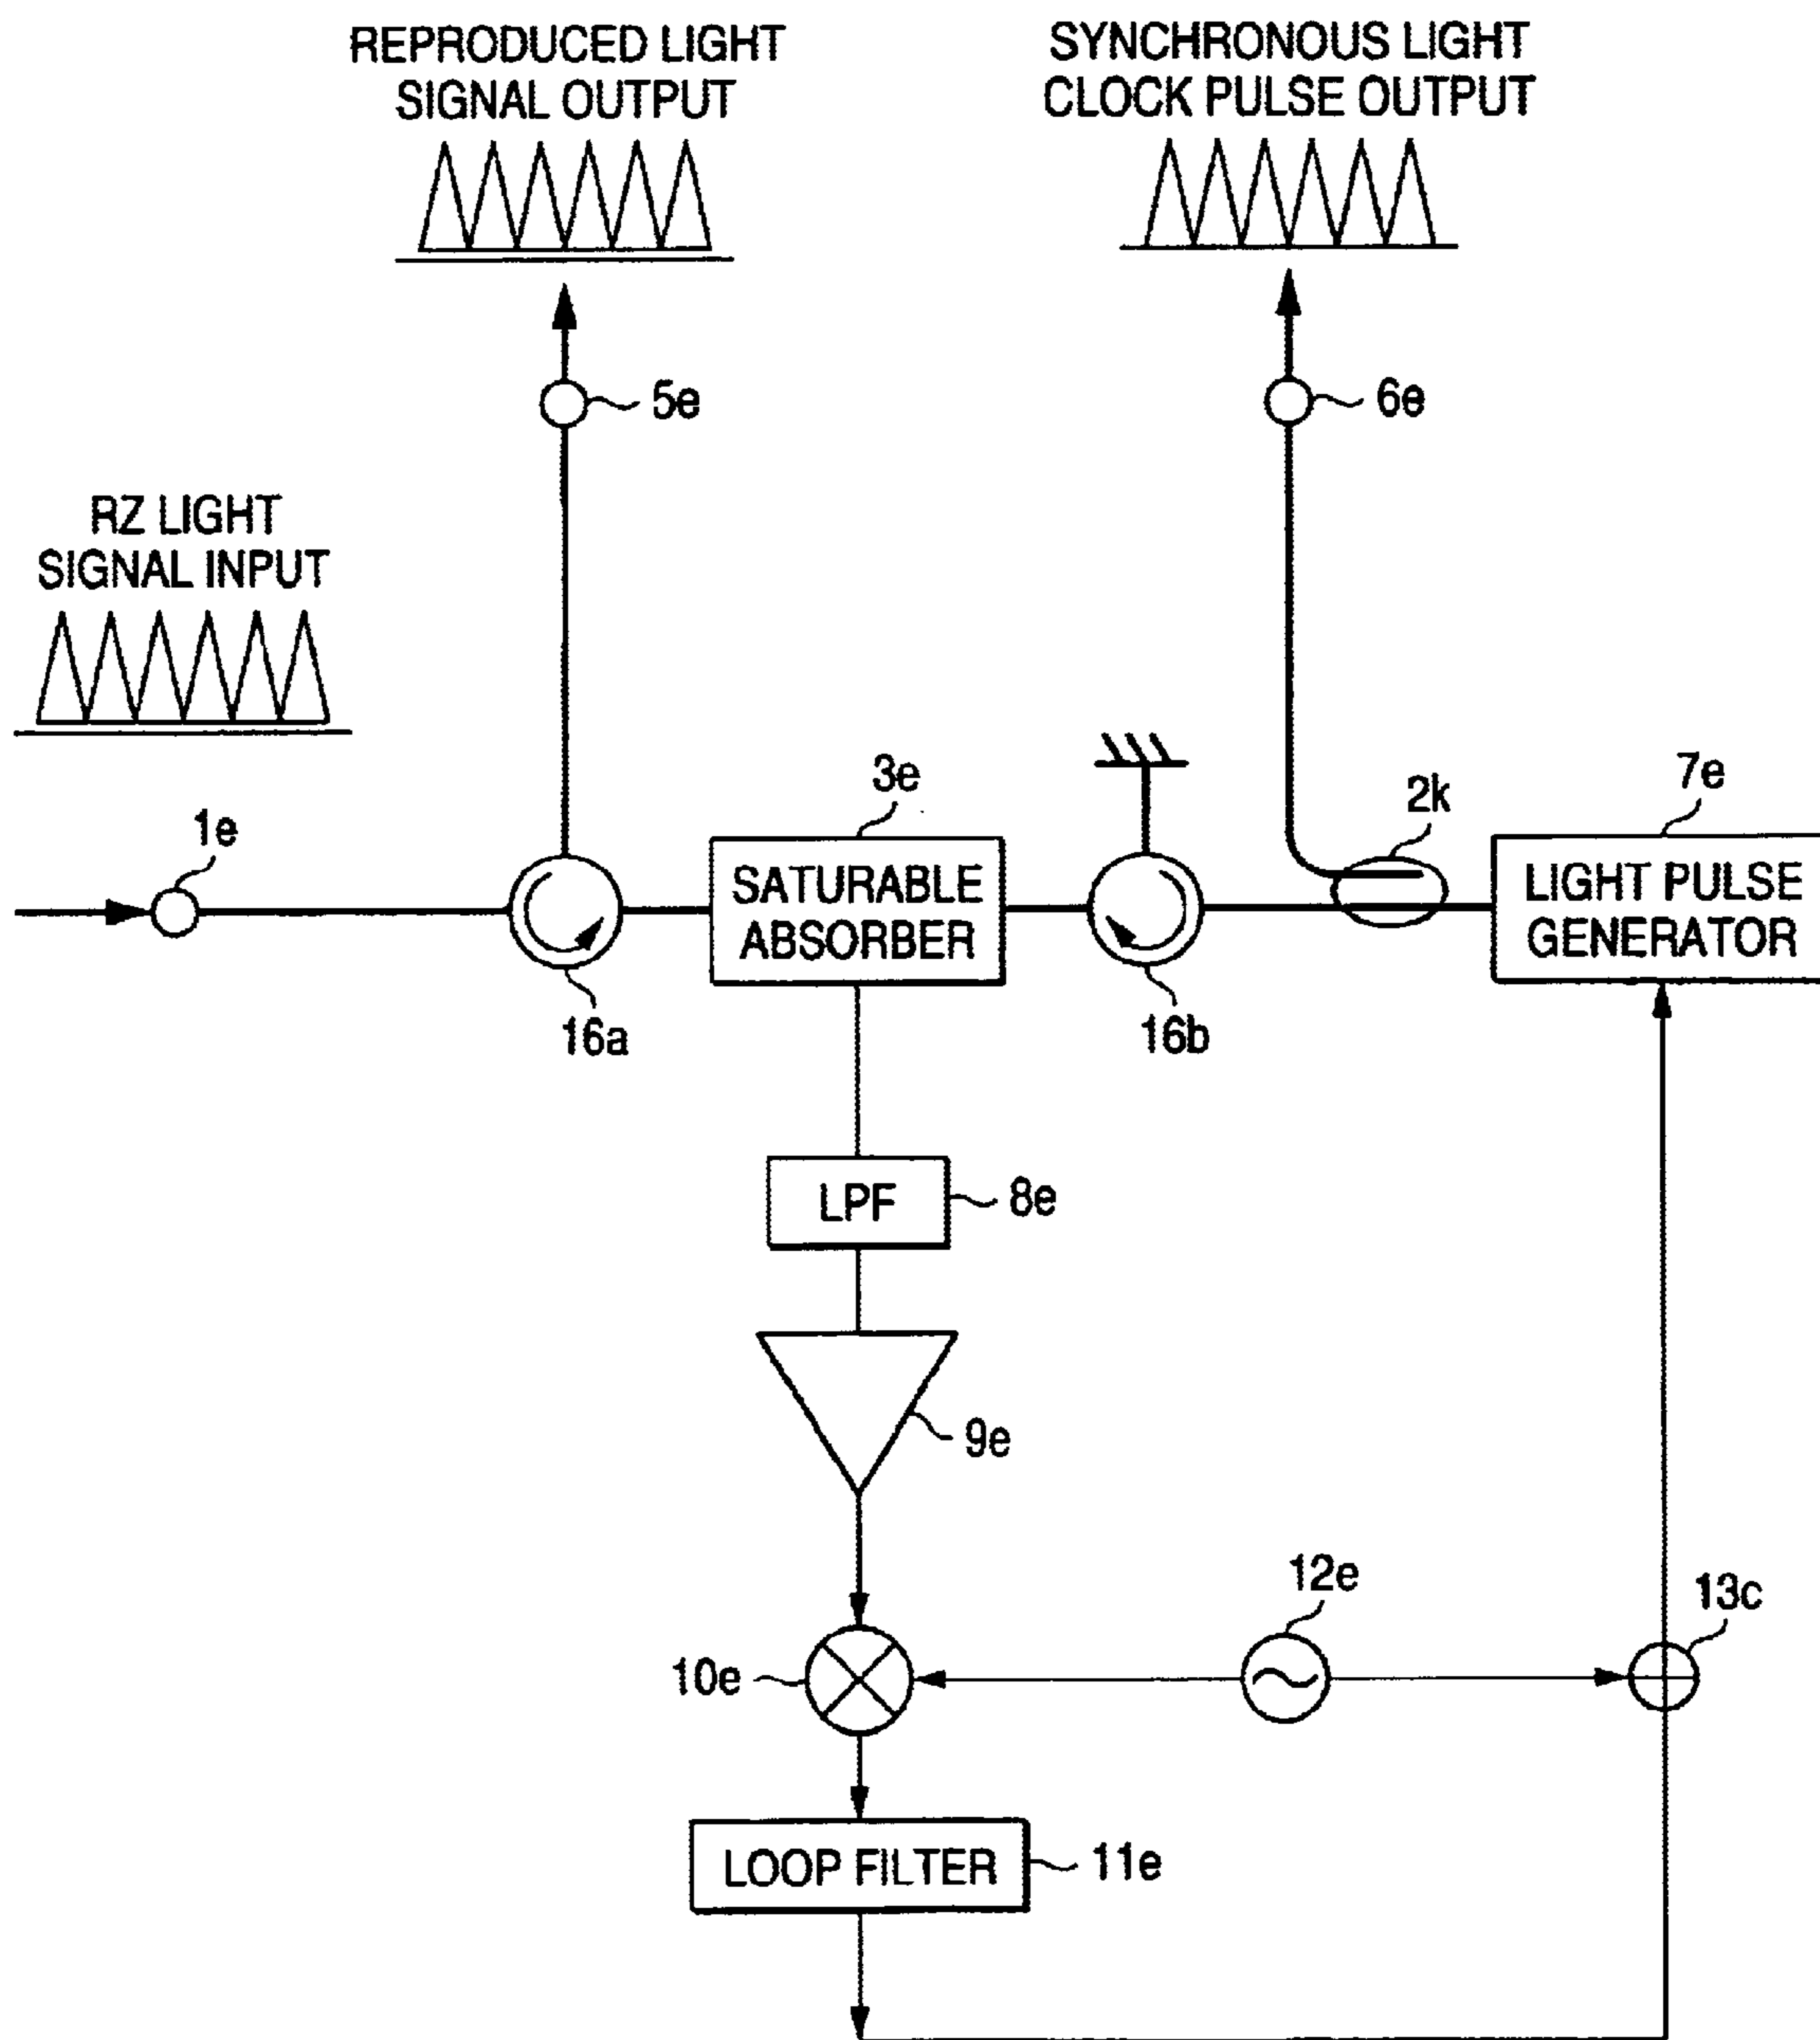 REPRODUCED LIGHT
SIGNAL OUTPUT
SYNCHRONOUS LIGHT
CLOCK PULSE OUTPUT
5e
6e
RZ LIGHT
SIGNAL INPUT
1e
3e
2k
7e
SATURABLE
ABSORBER
LIGHT PULSE
GENERATOR
16a
16b
LPF
8e
9e
12e
13c
10e
LOOP FILTER
11e